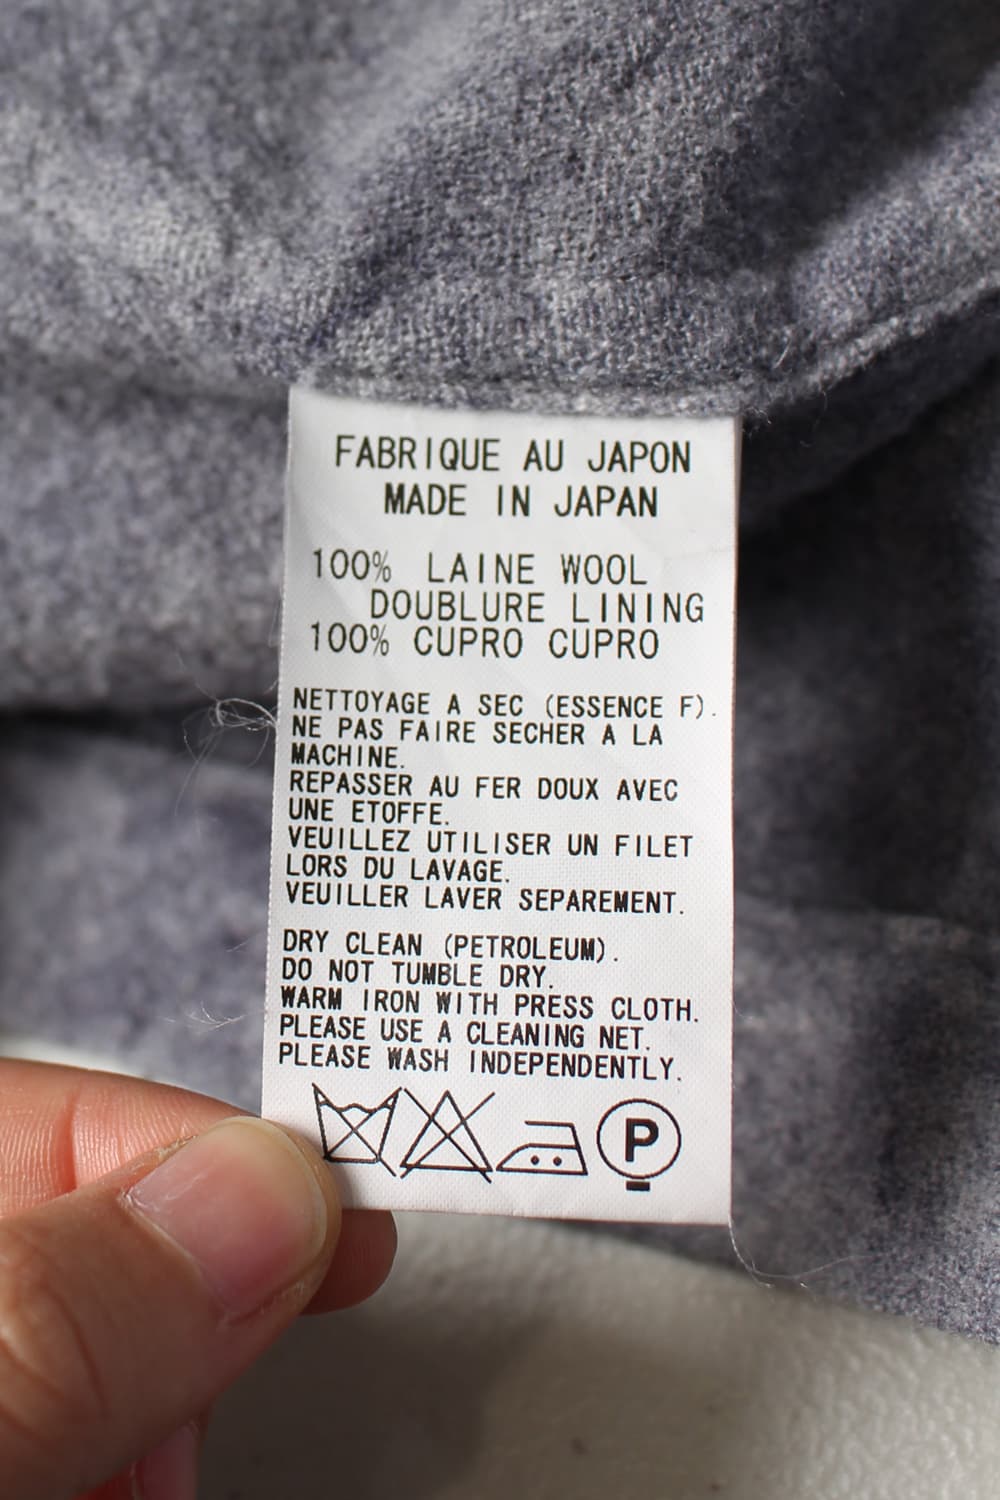 FABRIQUE AU JAPON
MADE IN JAPAN
100% LAINE WOOL
DOUBLURE LINING
100% CUPRO CUPRO
NETTOYAGE A SEC (ESSENCE F).
NE PAS FAIRE SECHER A LA
MACHINE.
REPASSER AU FER DOUX AVEC
UNE ETOFFE.
VEUILLEZ UTILISER UN FILET
LORS DU LAVAGE.
VEUILLER LAVER SEPAREMENT.
DRY CLEAN (PETROLEUM).
DO NOT TUMBLE DRY.
WARM IRON WITH PRESS CLOTH.
PLEASE USE A CLEANING NET.
PLEASE WASH INDEPENDENTLY.
P